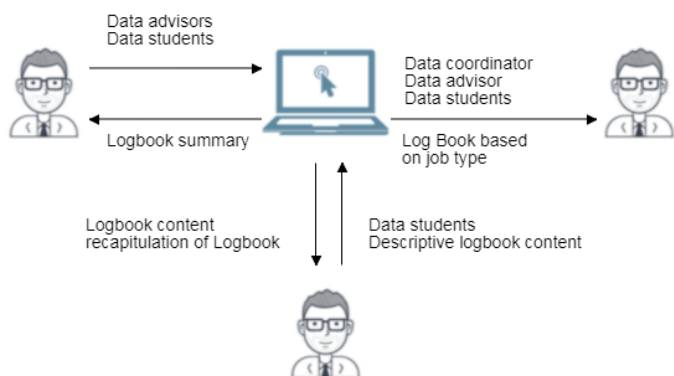 Data advisors
Data students
Data coordinator
Data advisor
Data students
Logbook summary
Log Book based
on job type
Logbook content
recapitulation of Logbook
Data students
Descriptive logbook content